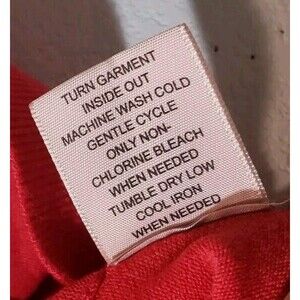 TURN GARMENT
INSIDE OUT
MACHINE WASH COLD
GENTLE CYCLE
ONLY NON-
CHLORINE BLEACH
WHEN NEEDED
TUMBLE DRY LOW
COOL IRON
WHEN NEEDED